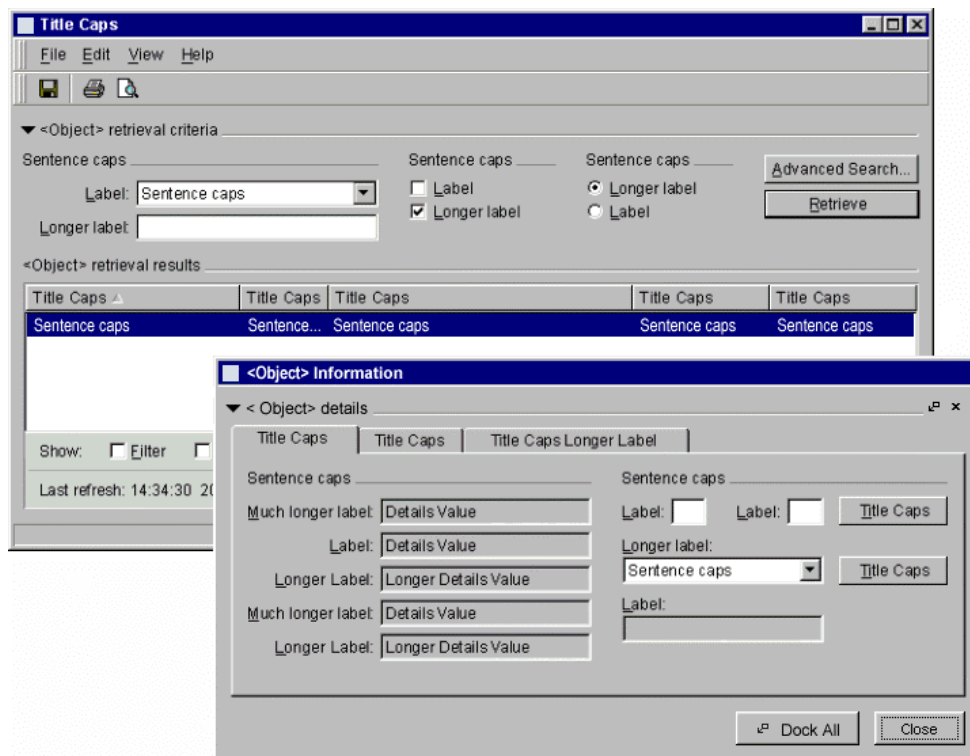 Title Caps
File Edit View Help
<Object> retrieval criteria
Sentence caps
Label: Sentence caps
Longer label:
Sentence caps
Label
Longer label
Sentence caps
Longer label
Label
Advanced Search...
Retrieve
<Object> retrieval results
Title Caps Title Caps Title Caps Title Caps Title Caps
Sentence caps Sentence... Sentence caps Sentence caps Sentence caps
Show: Filter
Last refresh: 14:34:30 20
<Object> Information
< Object> details
Title Caps Title Caps Title Caps Longer Label
Sentence caps
Much longer label: Details Value
Label: Details Value
Longer Label: Longer Details Value
Much longer label: Details Value
Longer Label: Longer Details Value
Sentence caps
Label: Label: Title Caps
Longer label:
Sentence caps Title Caps
Label:
Dock All Close